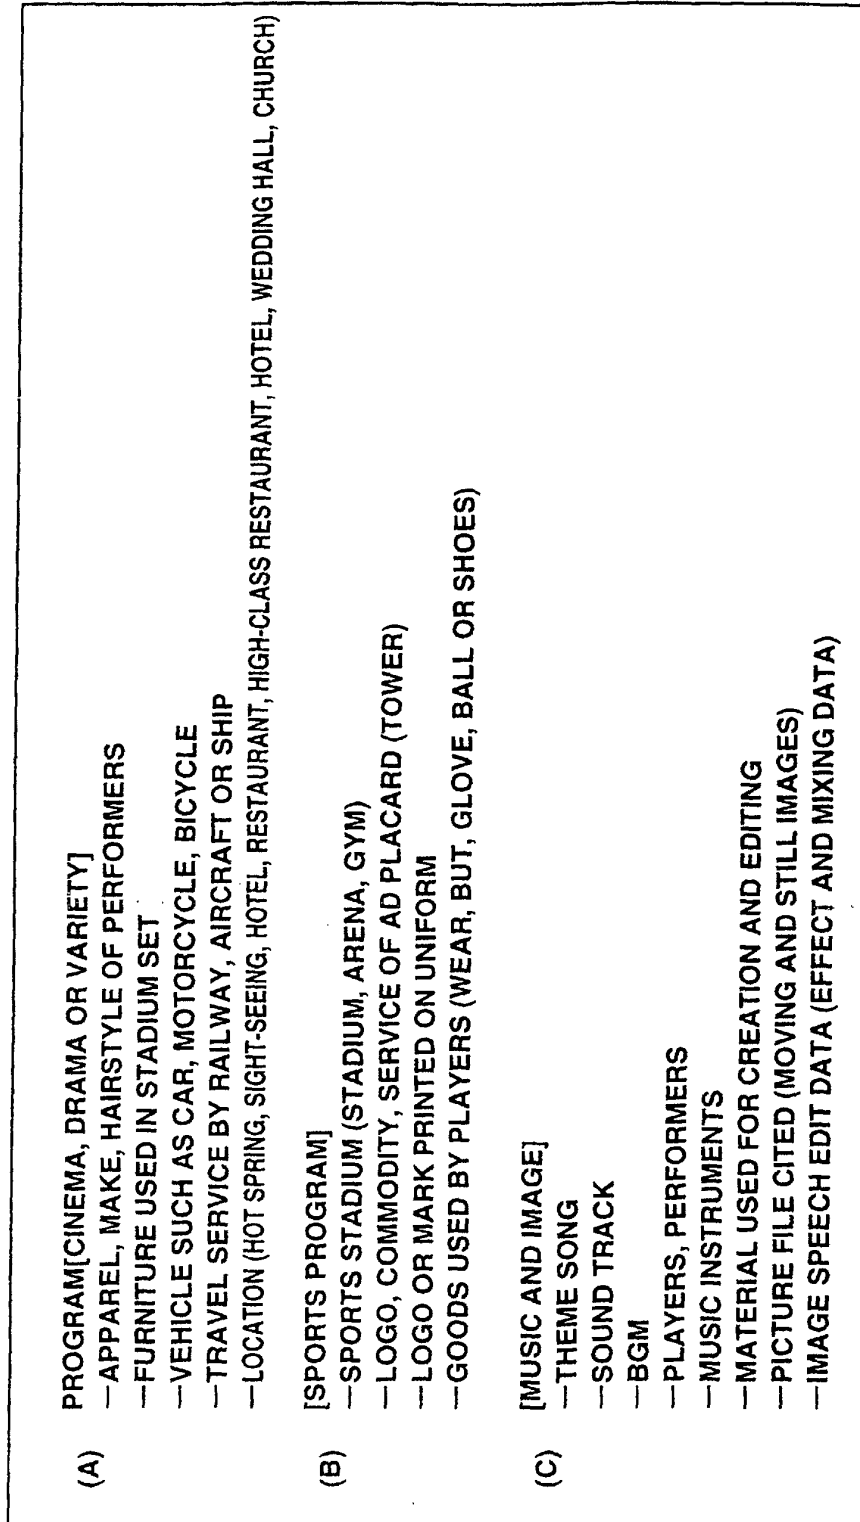 (A) PROGRAM[CINEMA, DRAMA OR VARIETY]
—APPAREL, MAKE, HAIRSTYLE OF PERFORMERS
—FURNITURE USED IN STADIUM SET
—VEHICLE SUCH AS CAR, MOTORCYCLE, BICYCLE
—TRAVEL SERVICE BY RAILWAY, AIRCRAFT OR SHIP
—LOCATION (HOT SPRING, SIGHT-SEEING, HOTEL, RESTAURANT, HIGH-CLASS RESTAURANT, HOTEL, WEDDING HALL, CHURCH)
(B) [SPORTS PROGRAM]
—SPORTS STADIUM (STADIUM, ARENA, GYM)
—LOGO, COMMODITY, SERVICE OF AD PLACARD (TOWER)
—LOGO OR MARK PRINTED ON UNIFORM
—GOODS USED BY PLAYERS (WEAR, BUT, GLOVE, BALL OR SHOES)
(C) [MUSIC AND IMAGE]
—THEME SONG
—SOUND TRACK
—BGM
—PLAYERS, PERFORMERS
—MUSIC INSTRUMENTS
—MATERIAL USED FOR CREATION AND EDITING
—PICTURE FILE CITED (MOVING AND STILL IMAGES)
—IMAGE SPEECH EDIT DATA (EFFECT AND MIXING DATA)